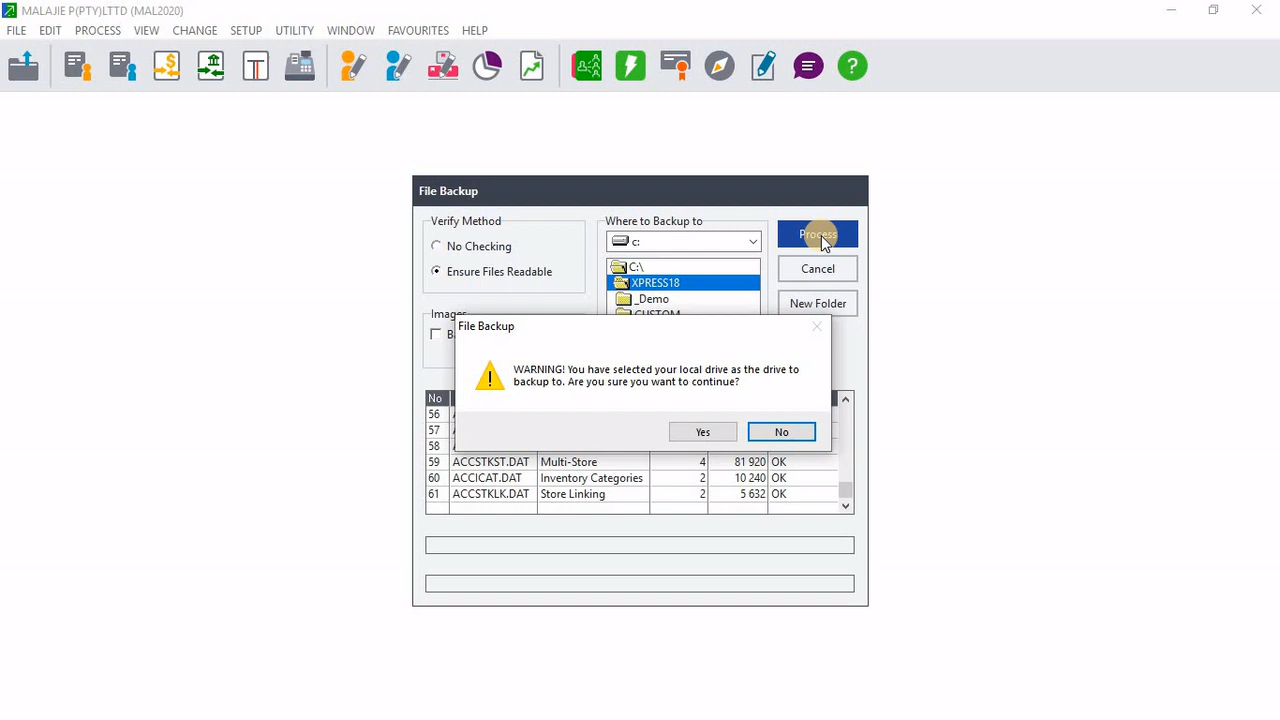 MALAJIE P(PTY)LTTD (MAL2020)
FILE EDIT PROCESS VIEW CHANGE SETUP UTILITY WINDOW FAVOURITES HELP
File Backup
Verify Method
No Checking
Ensure Files Readable
Images
Where to Backup to
c:
C:\
XPRESS18
_Demo
CUSTOM
Process
Cancel
New Folder
File Backup
WARNING! You have selected your local drive as the drive to
backup to. Are you sure you want to continue?
Yes No
No
56
57
58
59 ACCSTKST.DAT Multi-Store 4 81 920 OK
60 ACCICAT.DAT Inventory Categories 2 10 240 OK
61 ACCSTKLK.DAT Store Linking 2 5 632 OK